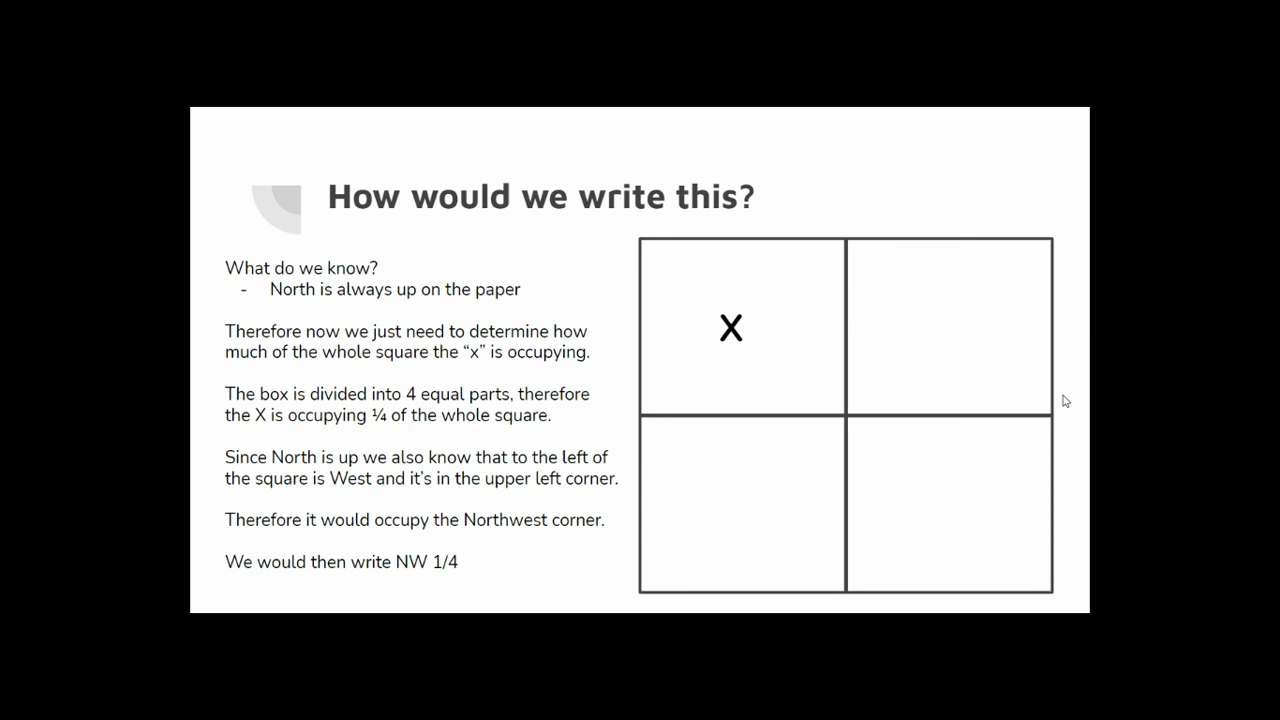 How would we write this?
What do we know?
- North is always up on the paper
Therefore now we just need to determine how
much of the whole square the “x” is occupying.
The box is divided into 4 equal parts, therefore
the X is occupying ¼ of the whole square.
Since North is up we also know that to the left of
the square is West and it’s in the upper left corner.
Therefore it would occupy the Northwest corner.
We would then write NW 1/4
X